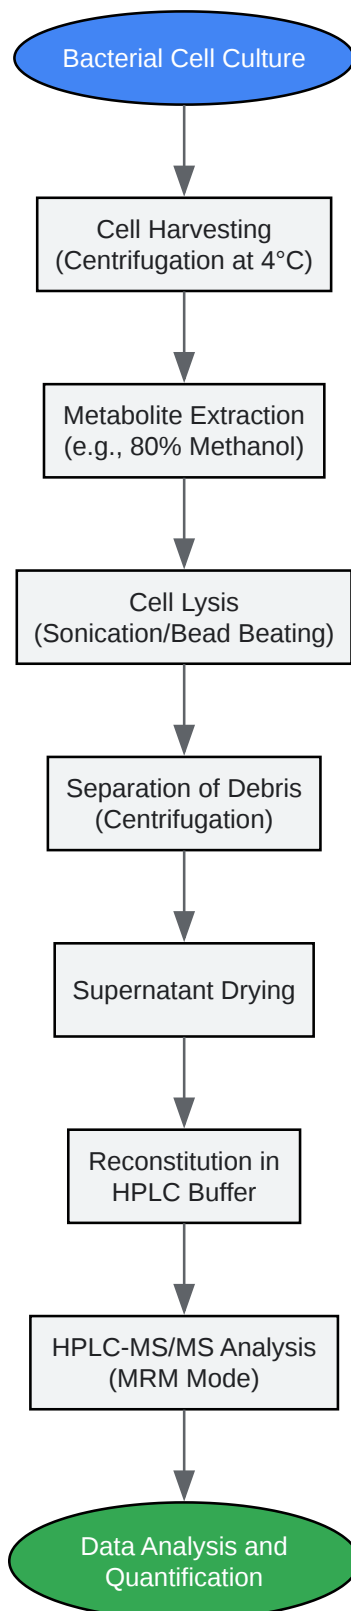 Bacterial Cell Culture
Cell Harvesting
(Centrifugation at 4°C)
Metabolite Extraction
(e.g., 80% Methanol)
Cell Lysis
(Sonication/Bead Beating)
Separation of Debris
(Centrifugation)
Supernatant Drying
Reconstitution in
HPLC Buffer
HPLC-MS/MS Analysis
(MRM Mode)
Data Analysis and
Quantification